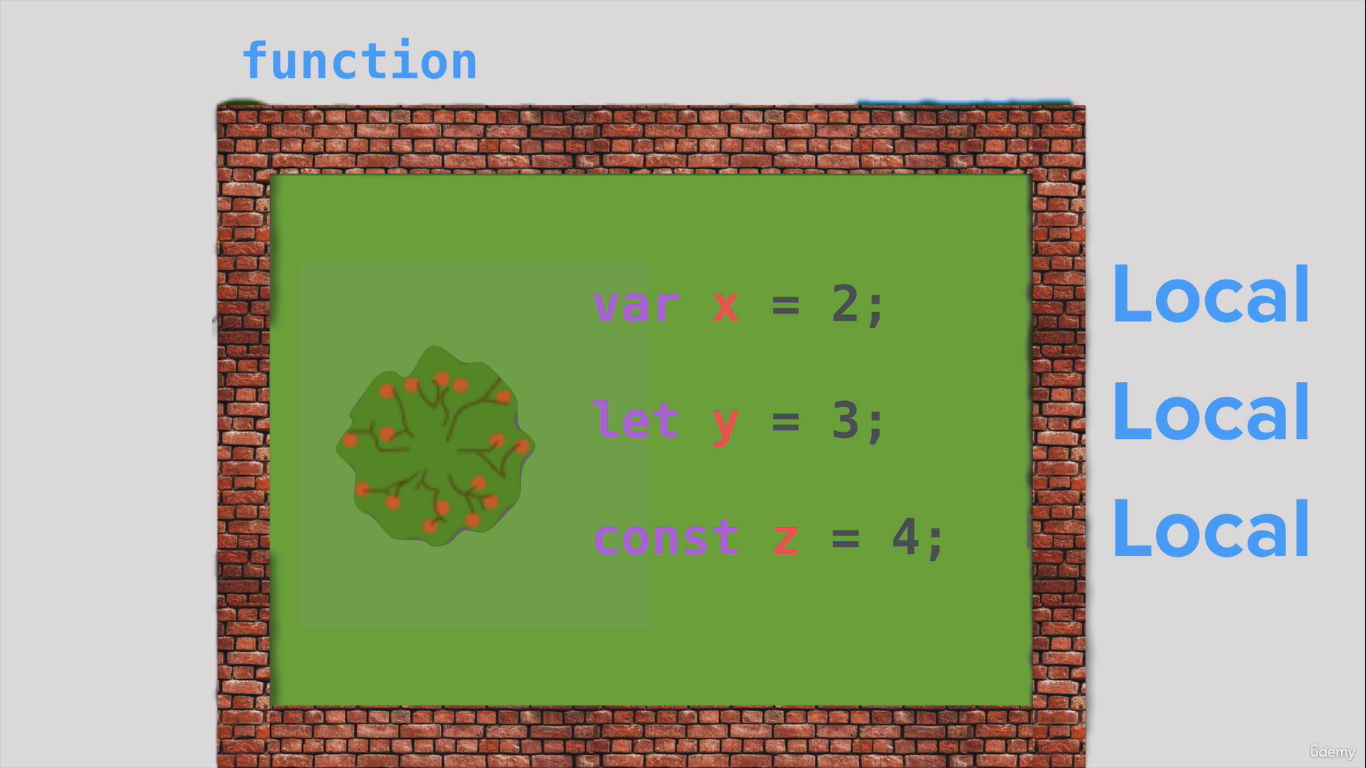 function
var x = 2;
Local
let y = 3;
Local
const z = 4;
Local
ûdemy